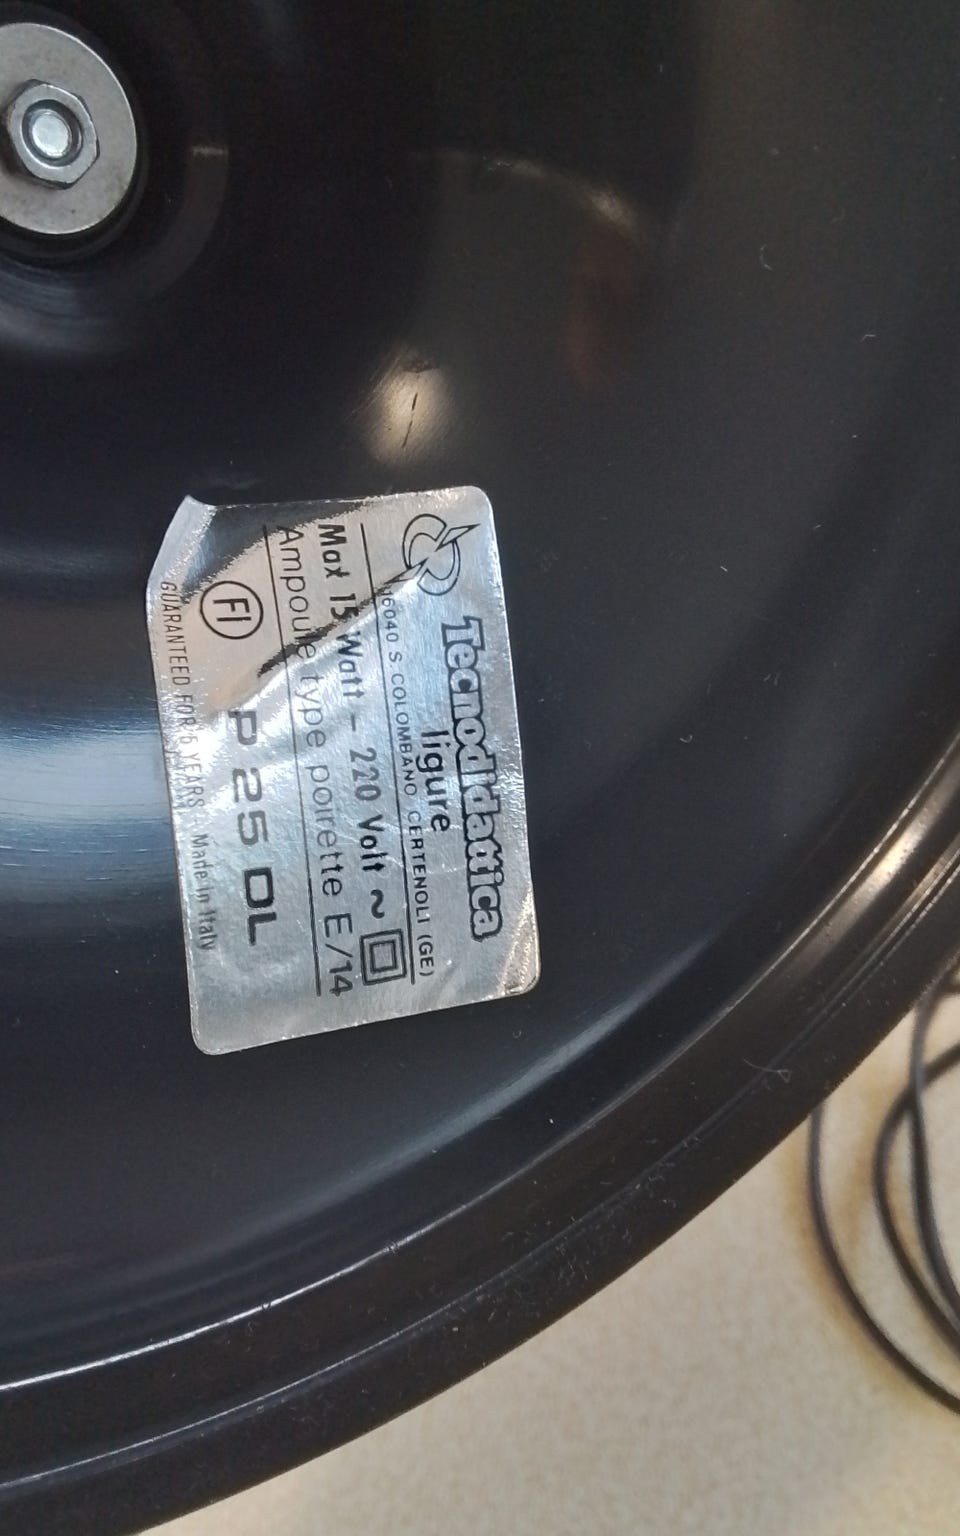 Tecnodidattica
ligure
16040 S. COLOMBANO CERTENOLI (GE)
Max 15 Watt – 220 Volt ~
Ampoule type poirette E/14
FI P 25 DL
GUARANTEED FOR 5 YEARS - Made in Italy